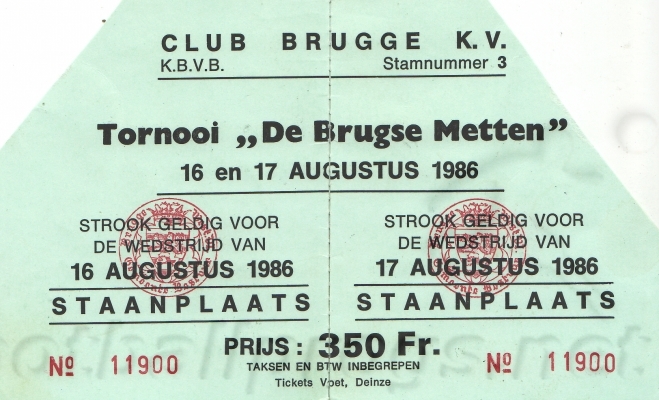 CLUB BRUGGE K.V.
K.B.V.B. Stamnummer 3
Tornooi „De Brugse Metten”
16 en 17 AUGUSTUS 1986
STROOK GELDIG VOOR
DE WEDSTRIJD VAN
16 AUGUSTUS 1986
STAANPLAATS
STROOK GELDIG VOOR
DE WEDSTRIJD VAN
17 AUGUSTUS 1986
STAANPLAATS
PRIJS : 350 Fr.
TAKSEN EN BTW INBEGREPEN
Tickets Voet, Deinze
Nº 11900
Nº 11900